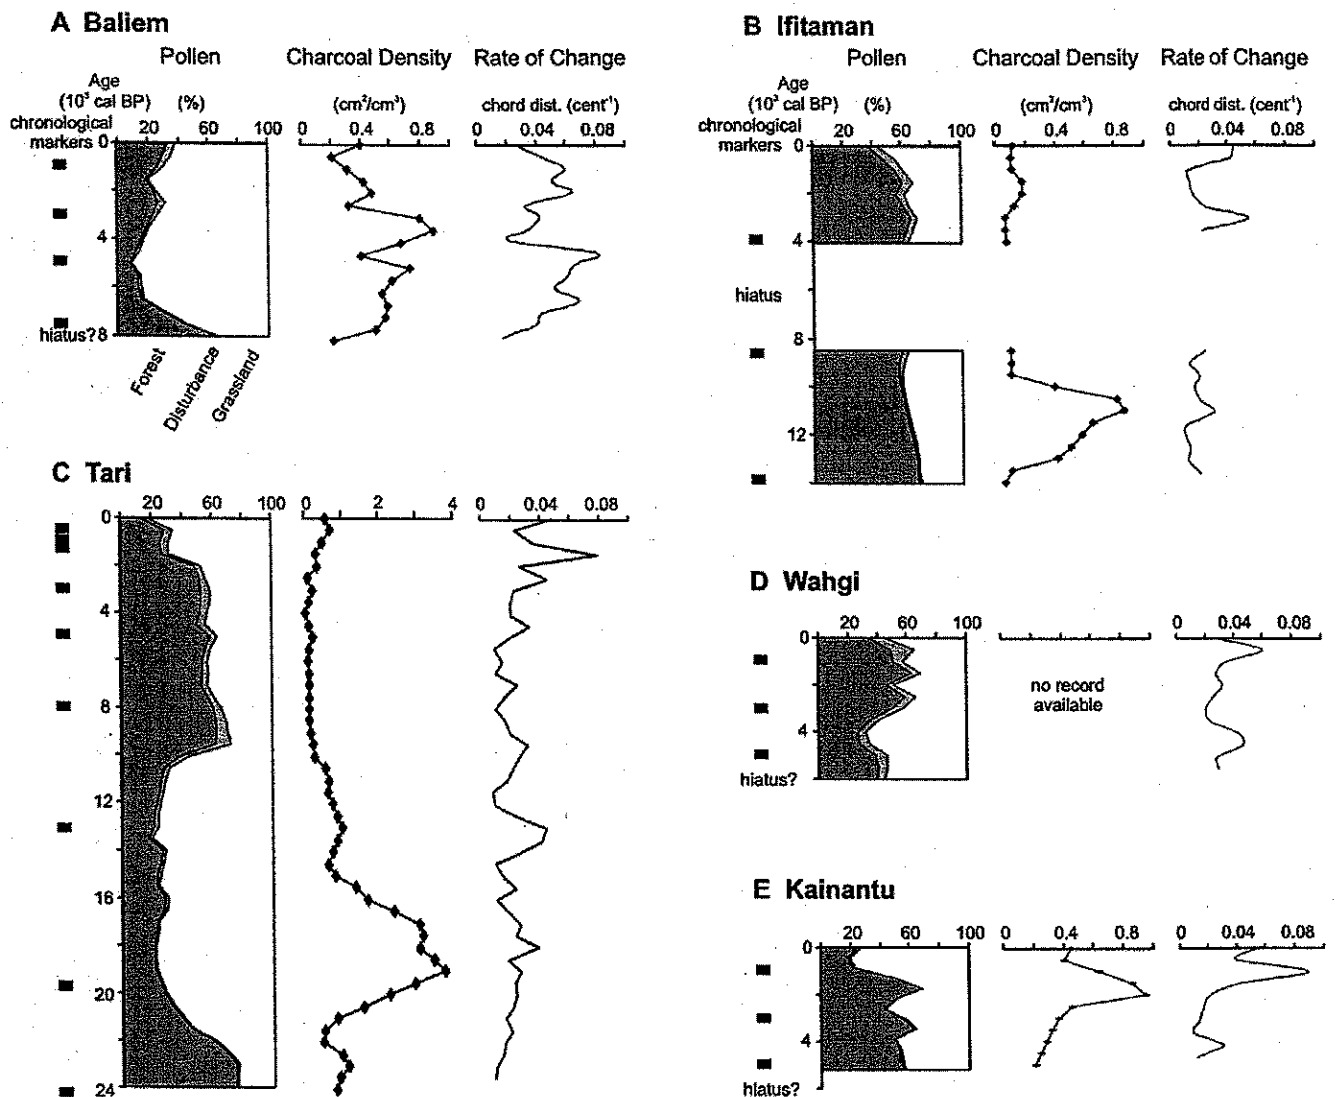 A Baliem
Pollen Charcoal Density Rate of Change
Age
(10³ cal BP) (%) (cm²/cm³) chord dist. (cent⁻¹)
chronological
markers
20 60 100 0 0.4 0.8 0 0.04 0.08
0
4
hiatus? 8
Forest
Disturbance
Grassland
B Ifitaman
Pollen Charcoal Density Rate of Change
Age
(10³ cal BP) (%) (cm²/cm³) chord dist. (cent⁻¹)
chronological
markers
20 60 100 0 0.4 0.8 0 0.04 0.08
0
4
hiatus
8
12
C Tari
20 60 100 0 2 4 0 0.04 0.08
0
4
8
12
16
20
24
D Wahgi
20 60 100 0 0.04 0.08
0
no record
available
4
hiatus?
E Kainantu
20 60 100 0 0.4 0.8 0 0.04 0.08
0
4
hiatus?